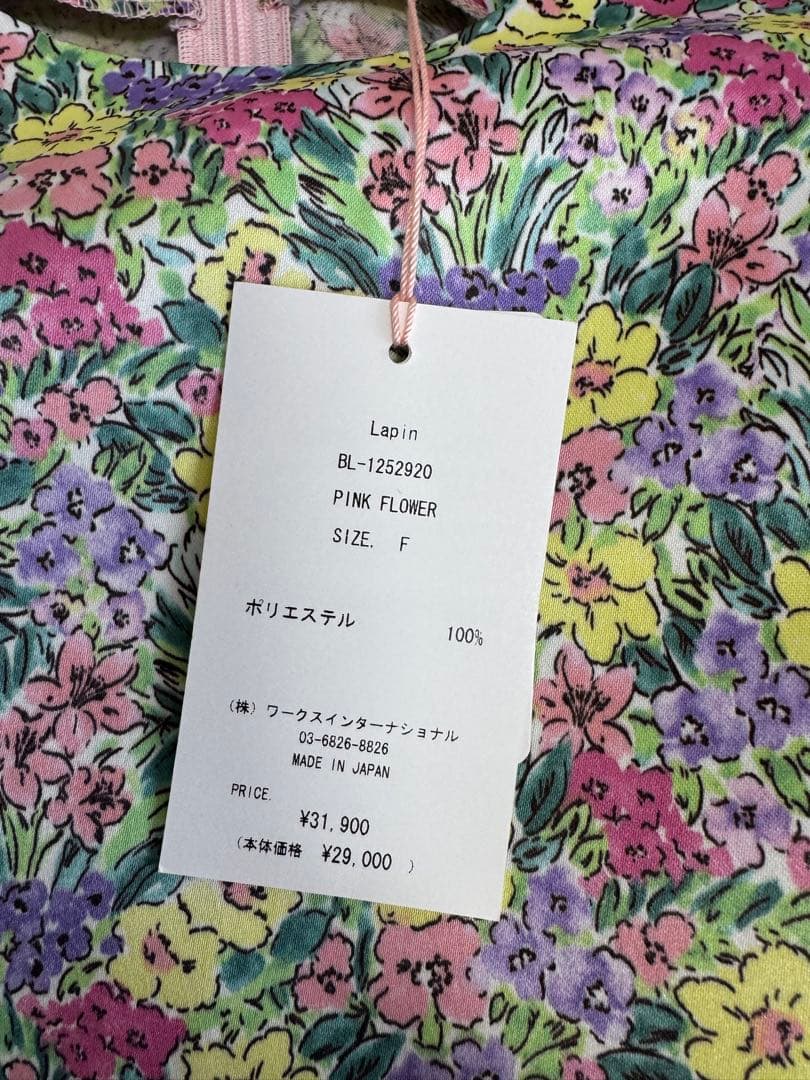 Lapin
BL-1252920
PINK FLOWER
SIZE. F
ポリエステル 100%
(株) ワークスインターナショナル
03-6826-8826
MADE IN JAPAN
PRICE.
¥31,900
(本体価格 ¥29,000 )